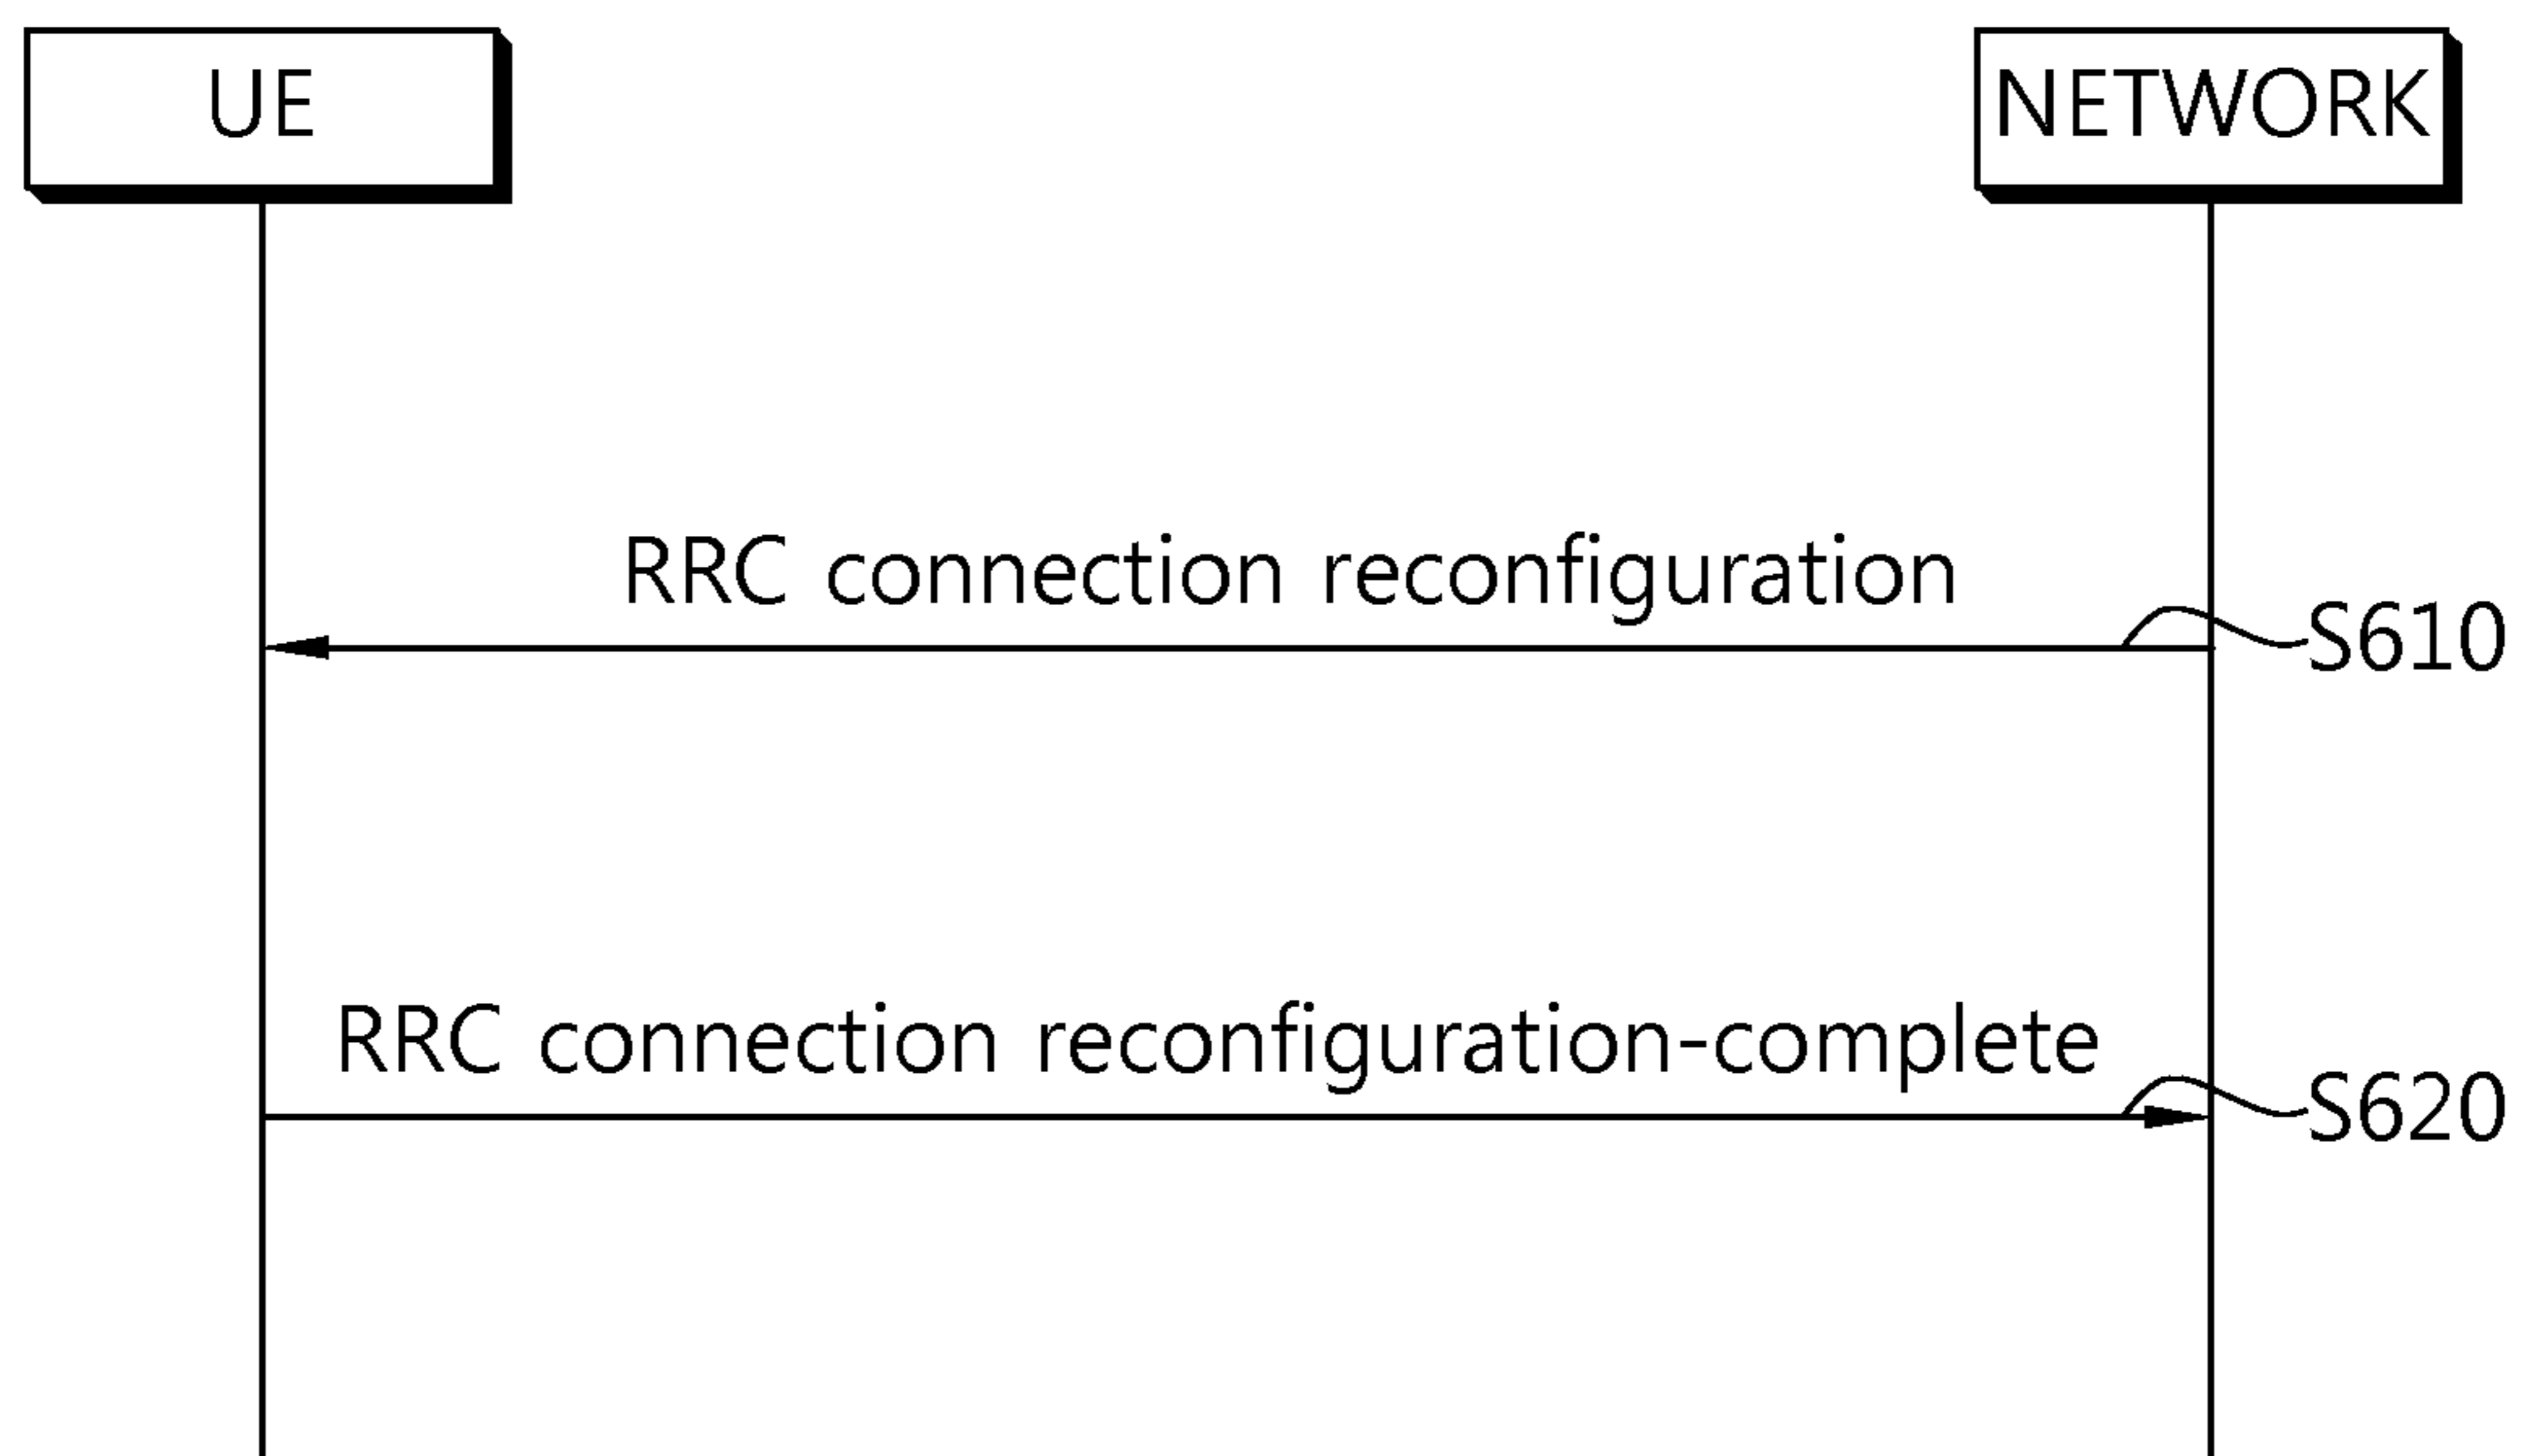 UE
NETWORK
RRC connection reconfiguration
S610
RRC connection reconfiguration-complete
S620